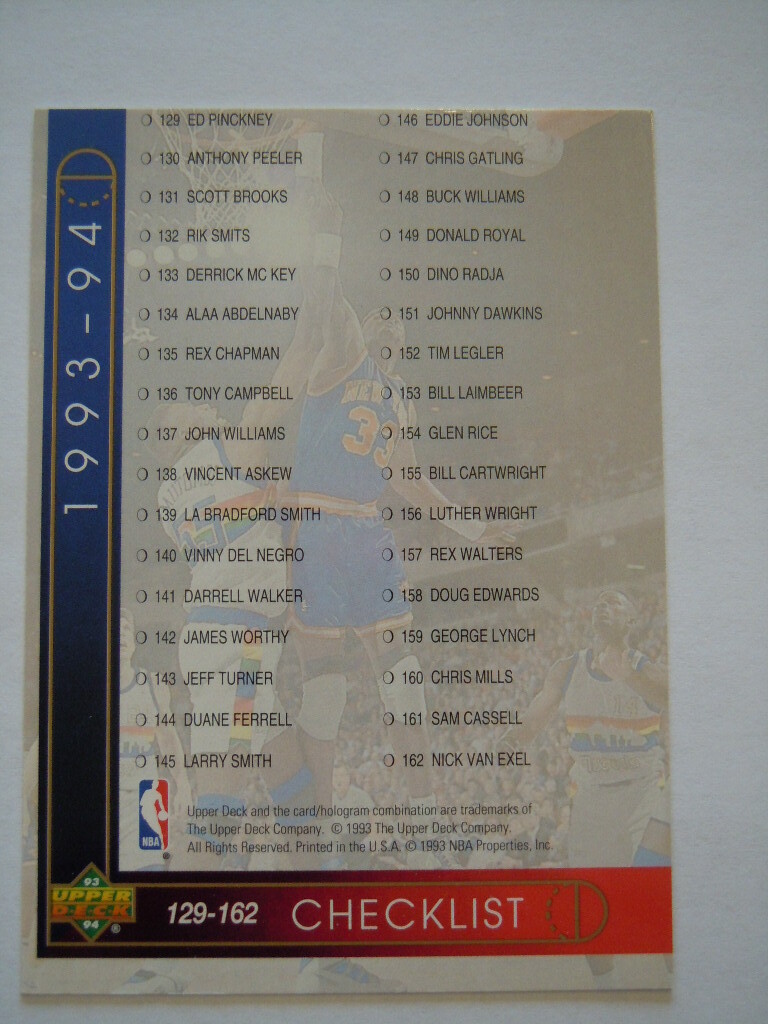 1993-94
129 ED PINCKNEY
130 ANTHONY PEELER
131 SCOTT BROOKS
132 RIK SMITS
133 DERRICK MC KEY
134 ALAA ABDELNABY
135 REX CHAPMAN
136 TONY CAMPBELL
137 JOHN WILLIAMS
138 VINCENT ASKEW
139 LA BRADFORD SMITH
140 VINNY DEL NEGRO
141 DARRELL WALKER
142 JAMES WORTHY
143 JEFF TURNER
144 DUANE FERRELL
145 LARRY SMITH
146 EDDIE JOHNSON
147 CHRIS GATLING
148 BUCK WILLIAMS
149 DONALD ROYAL
150 DINO RADJA
151 JOHNNY DAWKINS
152 TIM LEGLER
153 BILL LAIMBEER
154 GLEN RICE
155 BILL CARTWRIGHT
156 LUTHER WRIGHT
157 REX WALTERS
158 DOUG EDWARDS
159 GEORGE LYNCH
160 CHRIS MILLS
161 SAM CASSELL
162 NICK VAN EXEL
NEW
33
NBA
®
Upper Deck and the card/hologram combination are trademarks of
The Upper Deck Company. © 1993 The Upper Deck Company.
All Rights Reserved. Printed in the U.S.A. © 1993 NBA Properties, Inc.
93
UPPER
DECK
94
®
129-162 CHECKLIST